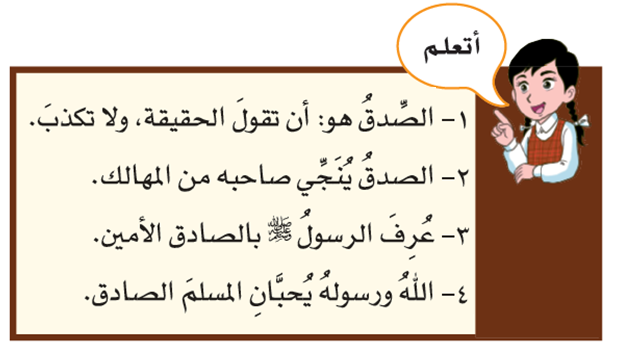 أتعلم
١- الصِّدقُ هو: أن تقولَ الحقيقة، ولا تكذبَ.
٢- الصدقُ يُنَجِّي صاحبه من المهالك.
٣- عُرِفَ الرسولُ ﷺ بالصادق الأمين.
٤- اللهُ ورسولهُ يُحبَّانِ المسلمَ الصادق.